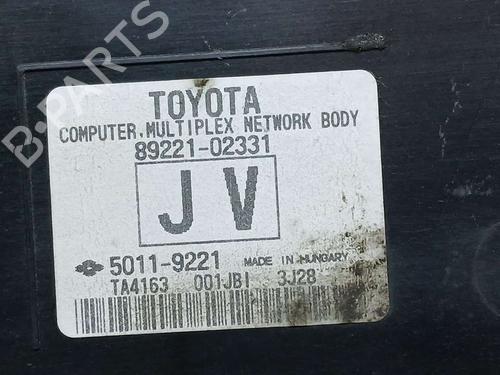 TOYOTA
COMPUTER, MULTIPLEX NETWORK BODY
89221-02331
JV
5011-9221 MADE IN HUNGARY
TA4163 001JBI 3J28
B-PARTS